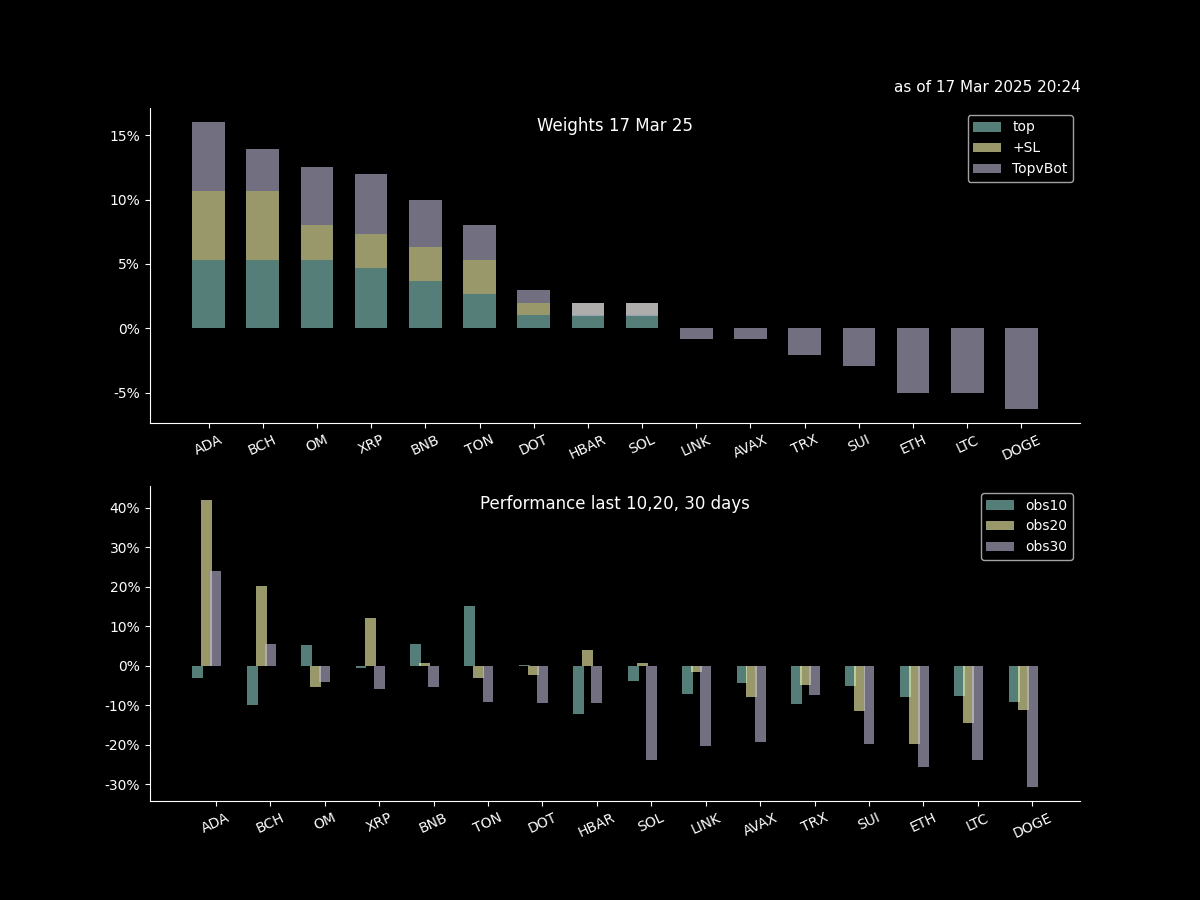 as of 17 Mar 2025 20:24
Weights 17 Mar 25
top
+SL
TopvBot
15%
10%
5%
0%
-5%
ADA BCH OM XRP BNB TON DOT HBAR SOL LINK AVAX TRX SUI ETH LTC DOGE
Performance last 10,20, 30 days
obs10
obs20
obs30
40%
30%
20%
10%
0%
-10%
-20%
-30%
ADA BCH OM XRP BNB TON DOT HBAR SOL LINK AVAX TRX SUI ETH LTC DOGE